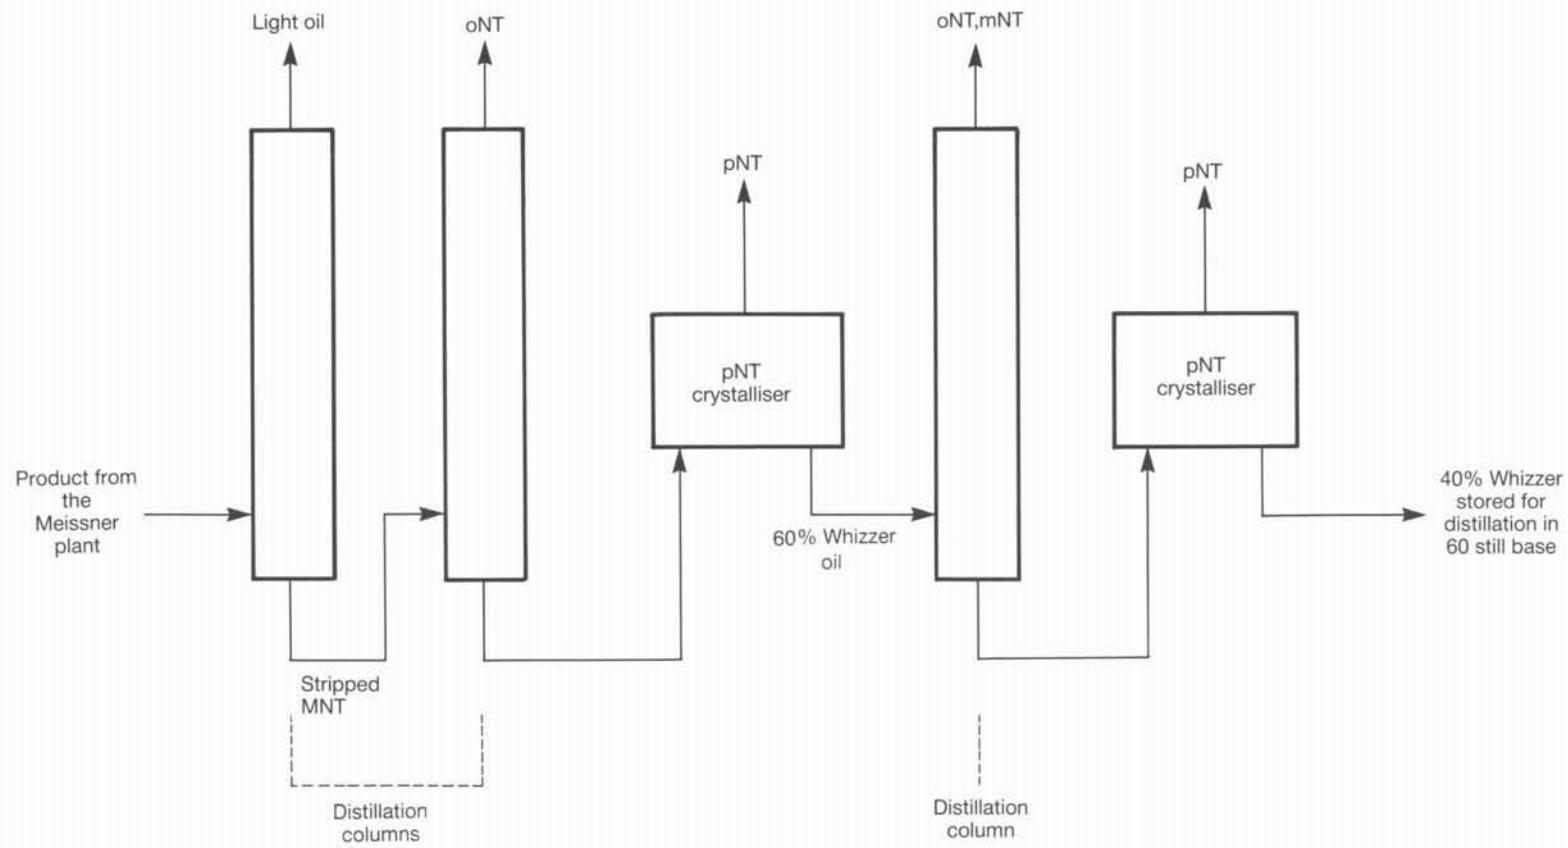 Light oil
oNT
oNT,mNT
pNT
pNT
pNT
crystalliser
pNT
crystalliser
Product from
the
Meissner
plant
60% Whizzer
oil
40% Whizzer
stored for
distillation in
60 still base
Stripped
MNT
Distillation
columns
Distillation
column